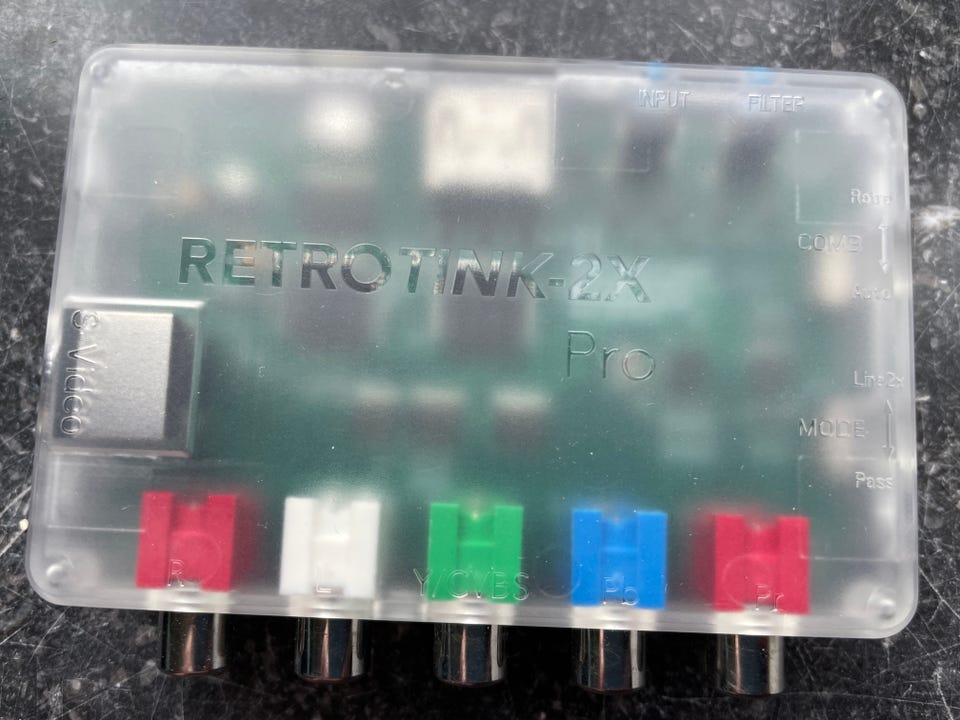 INPUT FILTER
Retro
COMB
Auto
RETROTINK-2X
Pro
S-Video
Line2x
MODE
Pass
R L Y/CVBS Pb Pr